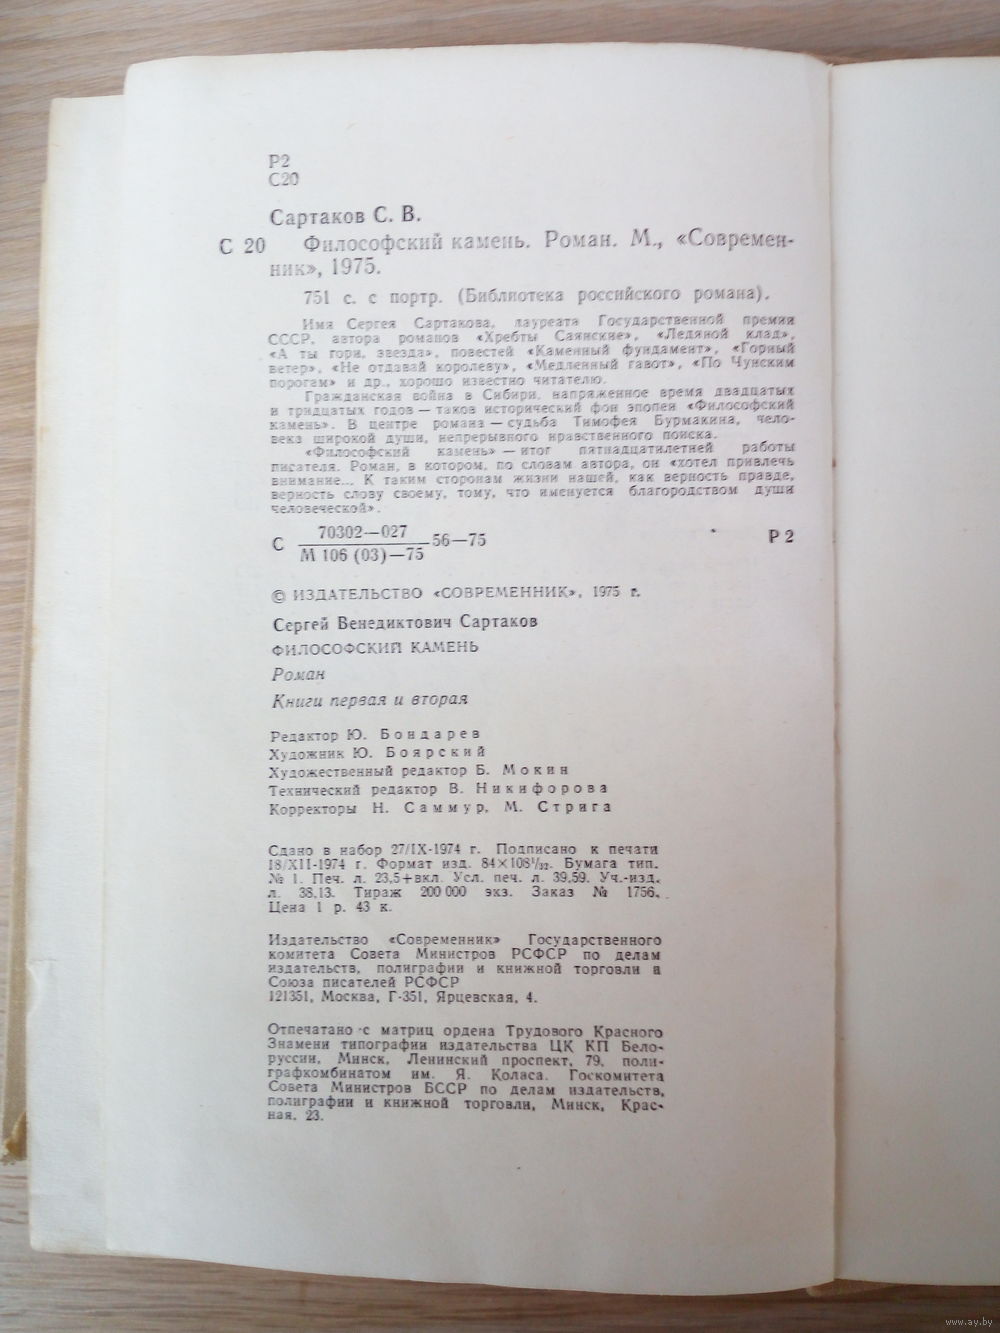 Р2
С20
Сартаков С. В.
С 20 Философский камень. Роман. М., «Современ-
ник», 1975.
751 с. с портр. (Библиотека российского романа).
Имя Сергея Сартакова, лауреата Государственной премии
СССР, автора романов «Хребты Саянские», «Ледяной клад»,
«А ты гори, звезда», повестей «Каменный фундамент», «Горный
ветер», «Не отдавай королеву», «Медленный гавот», «По Чунским
порогам» и др., хорошо известно читателю.
Гражданская война в Сибири, напряженное время двадцатых
и тридцатых годов — таков исторический фон эпопеи «Философский
камень». В центре романа — судьба Тимофея Бурмакина, чело-
века широкой души, непрерывного нравственного поиска.
«Философский камень» — итог пятнадцатилетней работы
писателя. Роман, в котором, по словам автора, он «хотел привлечь
внимание... К таким сторонам жизни нашей, как верность правде,
верность слову своему, тому, что именуется благородством души
человеческой».
70302—027
С 56—75 Р 2
М 106 (03)—75
© ИЗДАТЕЛЬСТВО «СОВРЕМЕННИК», 1975 г.
Сергей Венедиктович Сартаков
ФИЛОСОФСКИЙ КАМЕНЬ
Роман
Книги первая и вторая
Редактор Ю. Бондарев
Художник Ю. Боярский
Художественный редактор Б. Мокин
Технический редактор В. Никифорова
Корректоры Н. Саммур, М. Стрига
Сдано в набор 27/IX-1974 г. Подписано к печати
18/XII-1974 г. Формат изд. 84×108¹/₃₂. Бумага тип.
№ 1. Печ. л. 23,5+вкл. Усл. печ. л. 39,59. Уч.-изд.
л. 38,13. Тираж 200 000 экз. Заказ № 1756.
Цена 1 р. 43 к.
Издательство «Современник» Государственного
комитета Совета Министров РСФСР по делам
издательств, полиграфии и книжной торговли и
Союза писателей РСФСР
121351, Москва, Г-351, Ярцевская, 4.
Отпечатано с матриц ордена Трудового Красного
Знамени типографии издательства ЦК КП Бело-
руссии, Минск, Ленинский проспект, 79, поли-
графкомбинатом им. Я. Коласа. Госкомитета
Совета Министров БССР по делам издательств,
полиграфии и книжной торговли, Минск, Крас-
ная, 23.
www.ay.by